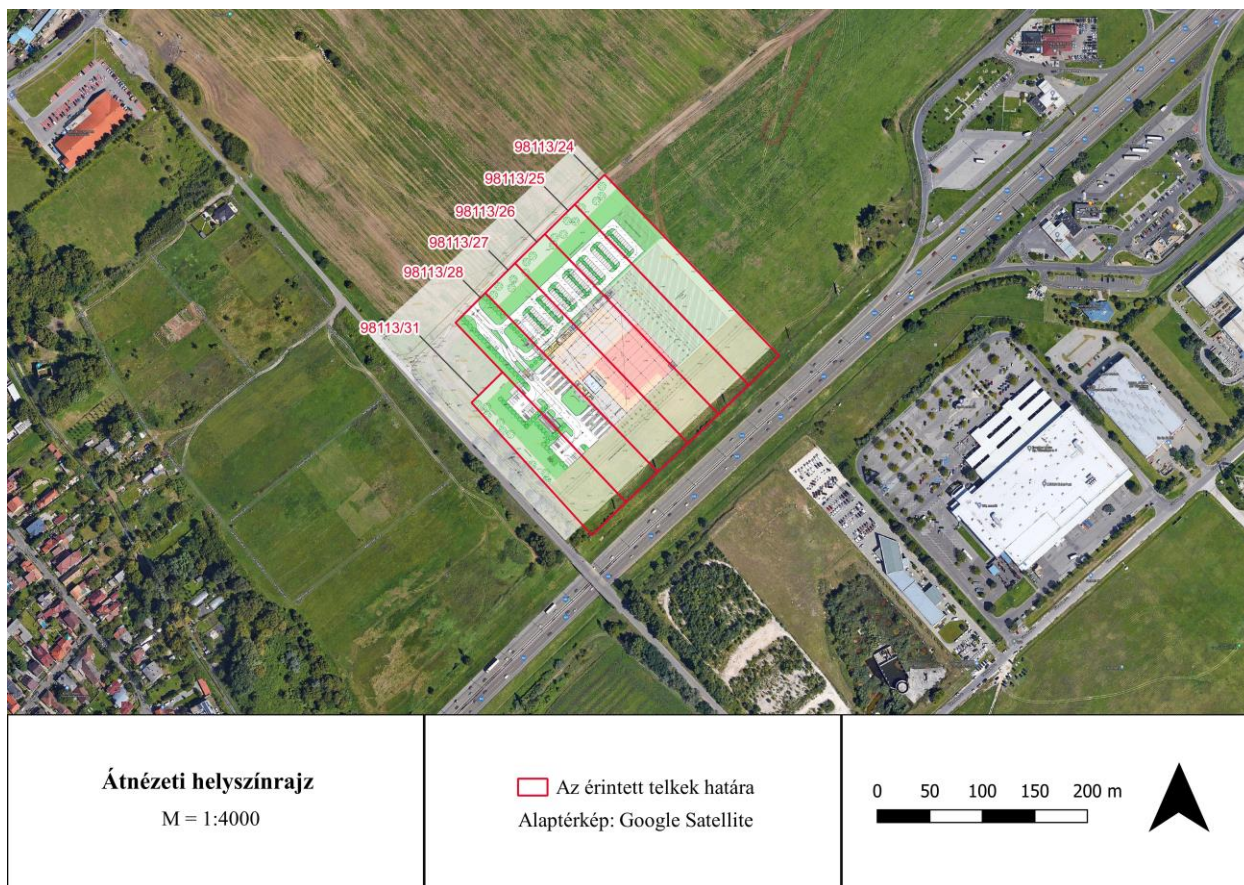 98113/24
98113/25
98113/26
98113/27
98113/28
98113/31
Átnézeti helyszínrajz
M = 1:4000
Az érintett telkek határa
Alaptérkép: Google Satellite
0 50 100 150 200 m